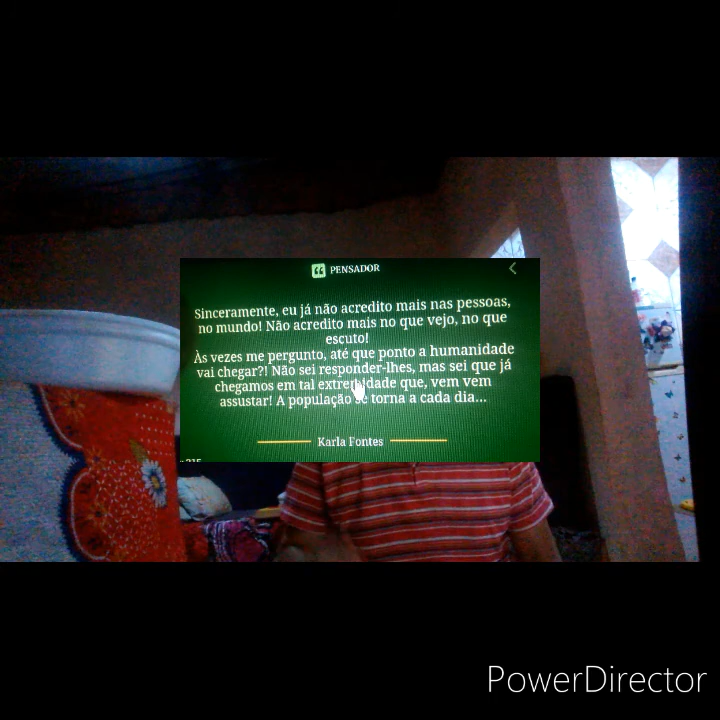 PENSADOR
Sinceramente, eu já não acredito mais nas pessoas,
no mundo! Não acredito mais no que vejo, no que
escuto!
Às vezes me pergunto, até que ponto a humanidade
vai chegar?! Não sei responder-lhes, mas sei que já
chegamos em tal extremidade que, vem vem
assustar! A população se torna a cada dia...
Karla Fontes
PowerDirector